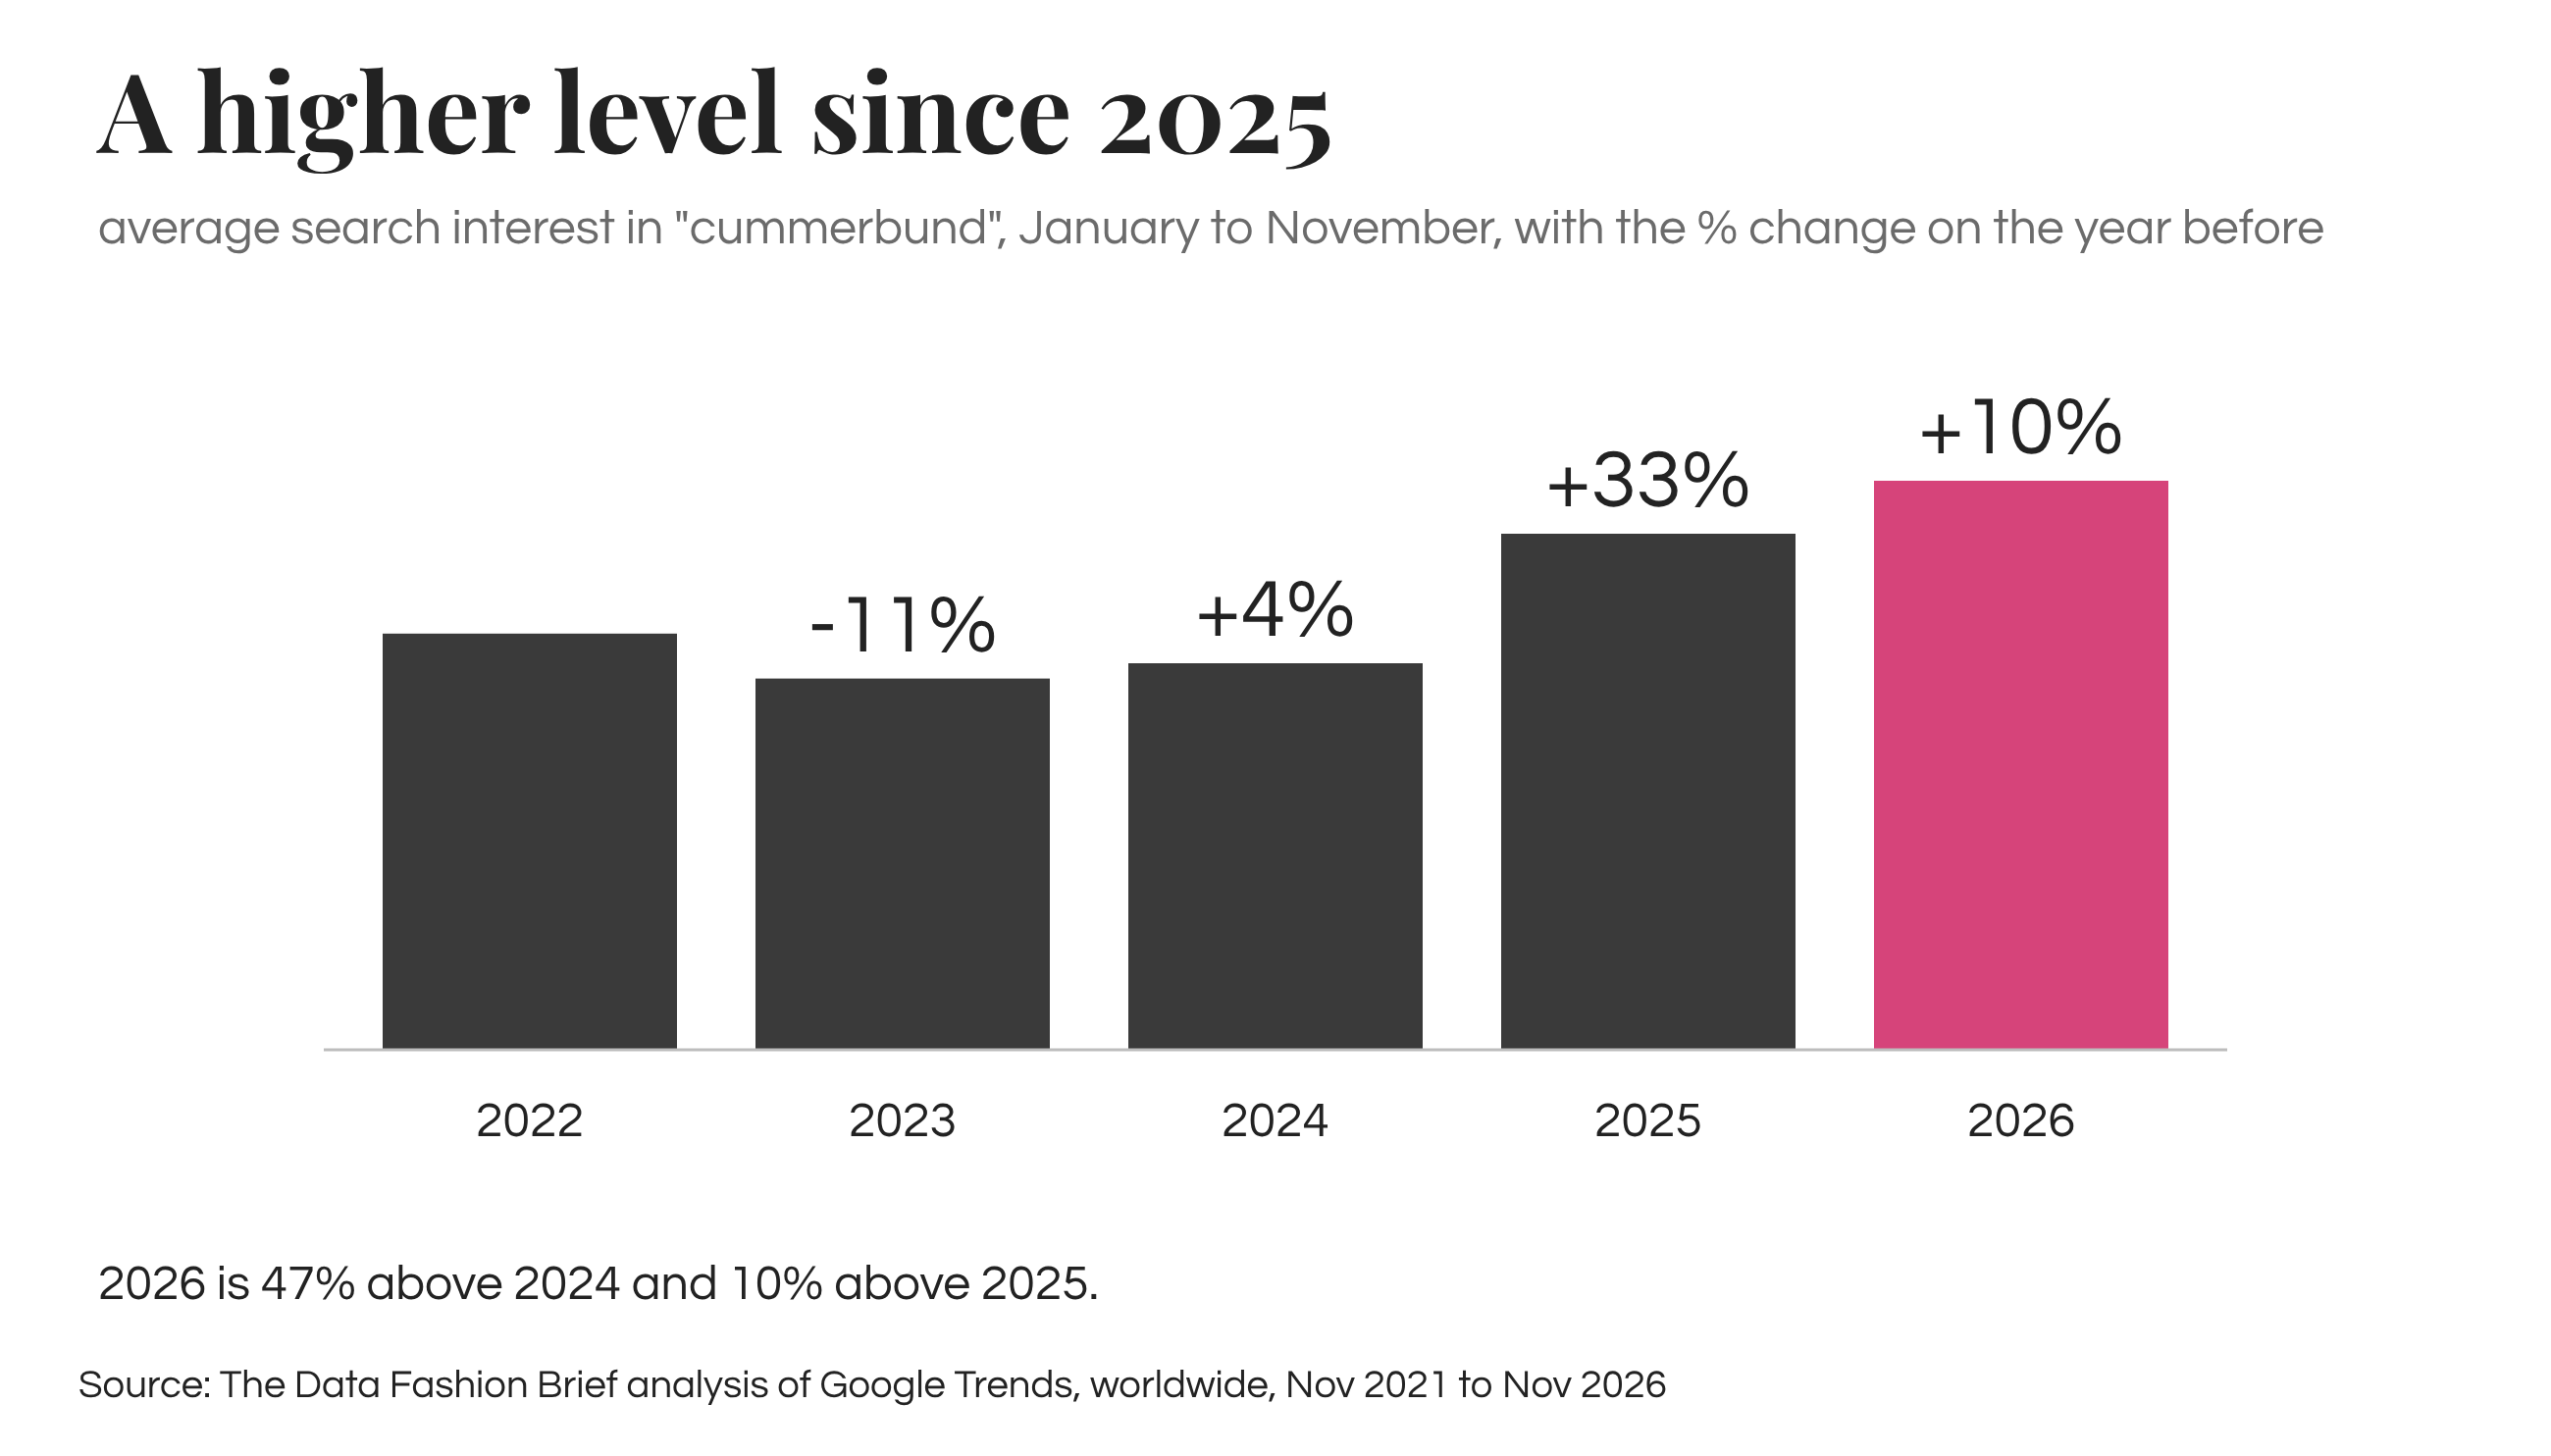 A higher level since 2025
average search interest in "cummerbund", January to November, with the % change on the year before
-11%
+4%
+33%
+10%
2022
2023
2024
2025
2026
2026 is 47% above 2024 and 10% above 2025.
Source: The Data Fashion Brief analysis of Google Trends, worldwide, Nov 2021 to Nov 2026